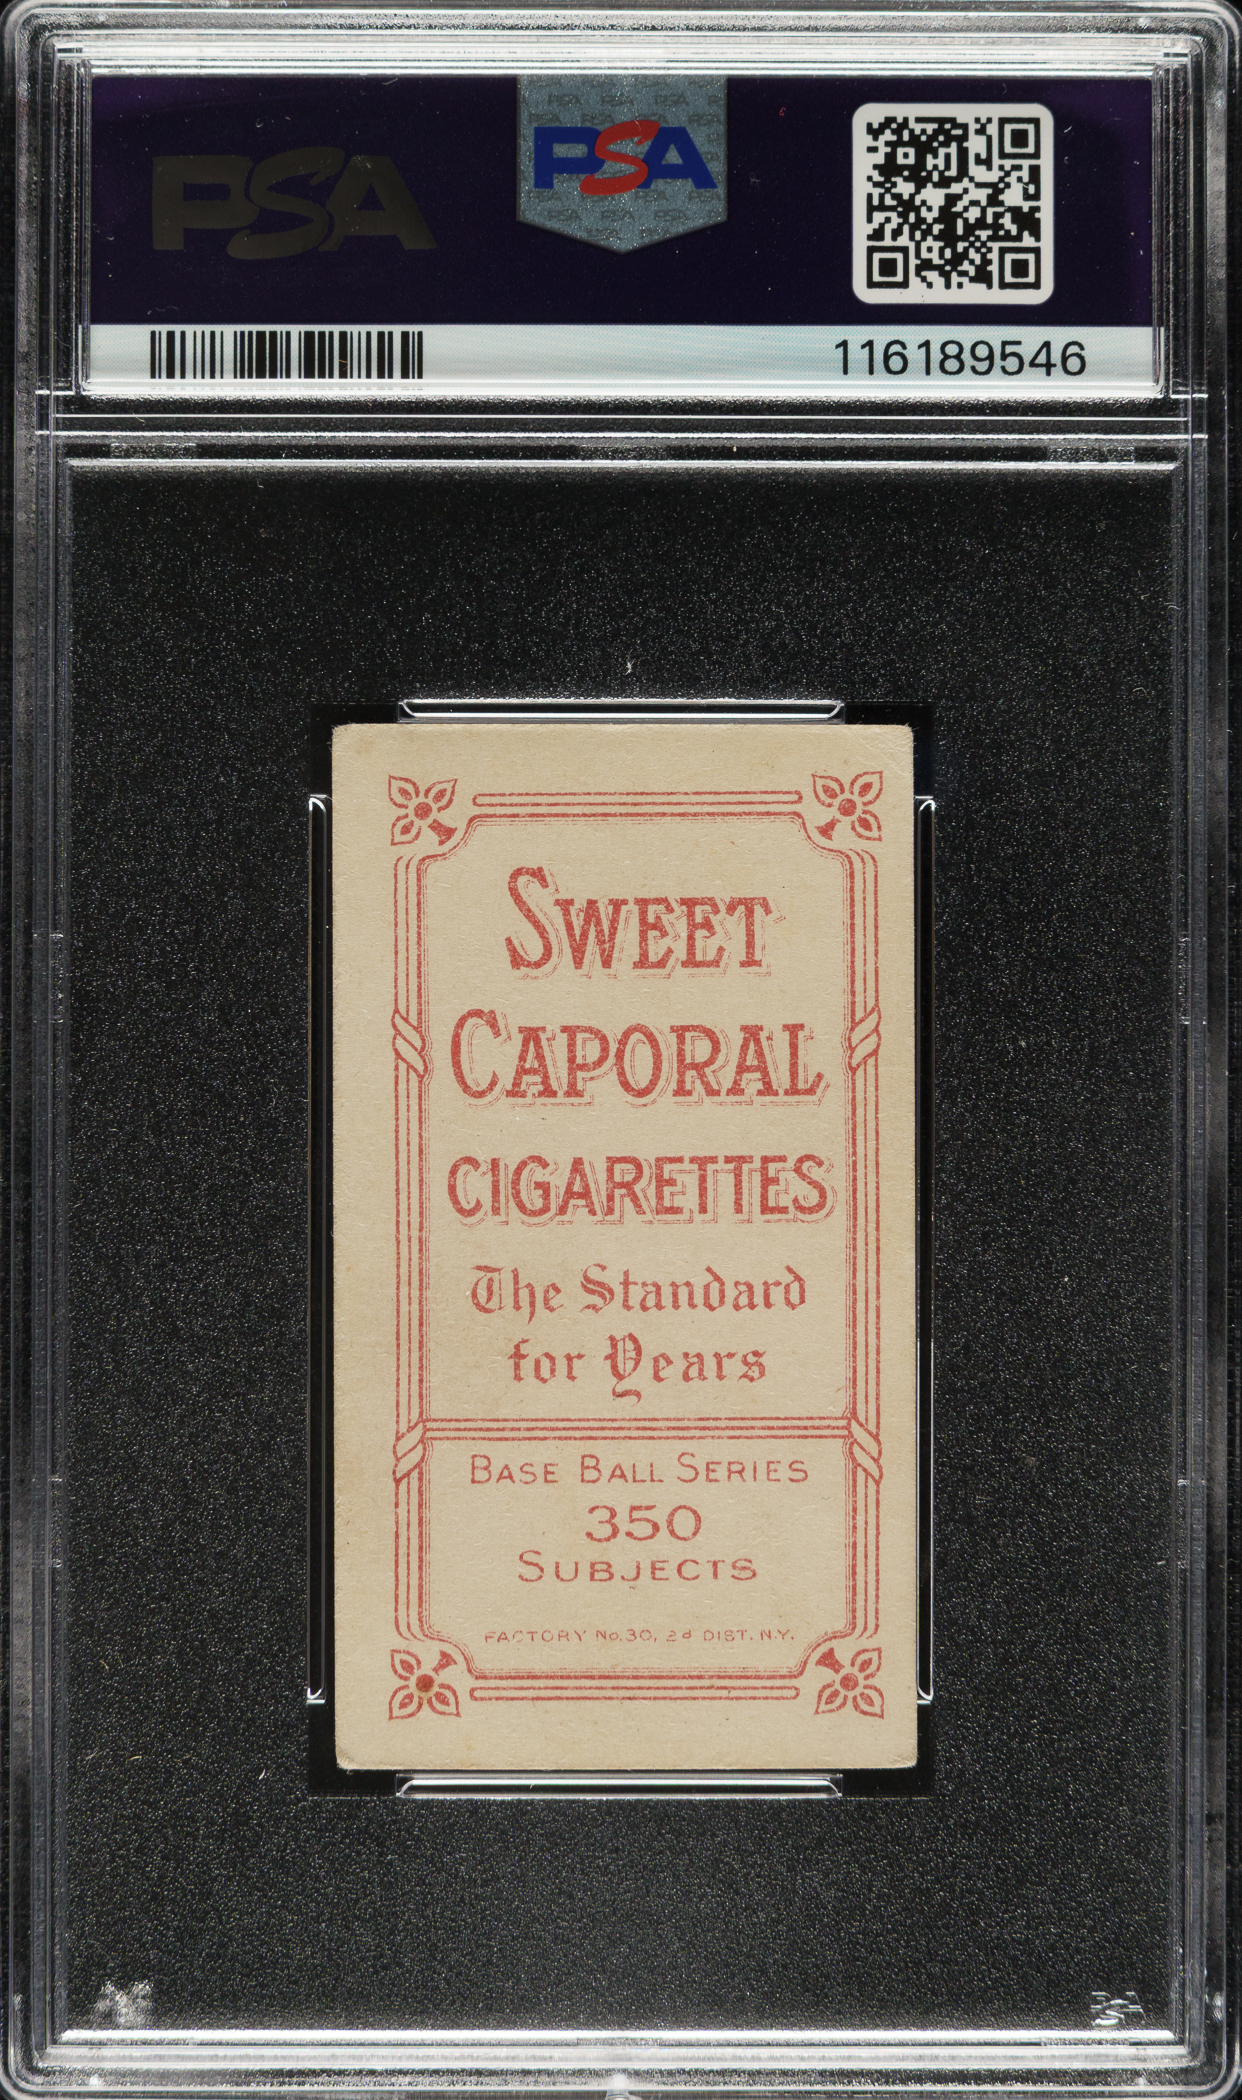 PSA
PSA
116189546
SWEET
CAPORAL
CIGARETTES
The Standard
for Years
BASE BALL SERIES
350
SUBJECTS
FACTORY No. 30, 2d DIST. N.Y.
PSA